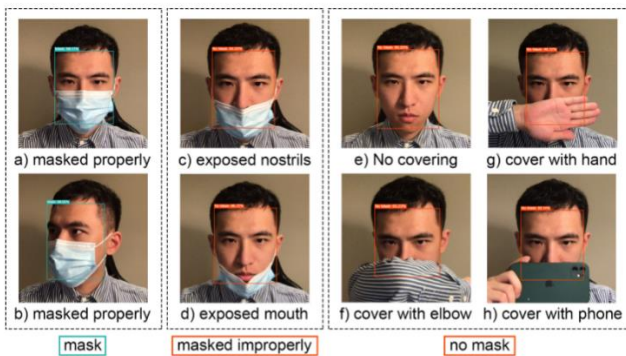 a) masked properly
c) exposed nostrils
e) No covering
g) cover with hand
b) masked properly
d) exposed mouth
f) cover with elbow
h) cover with phone
mask
masked improperly
no mask